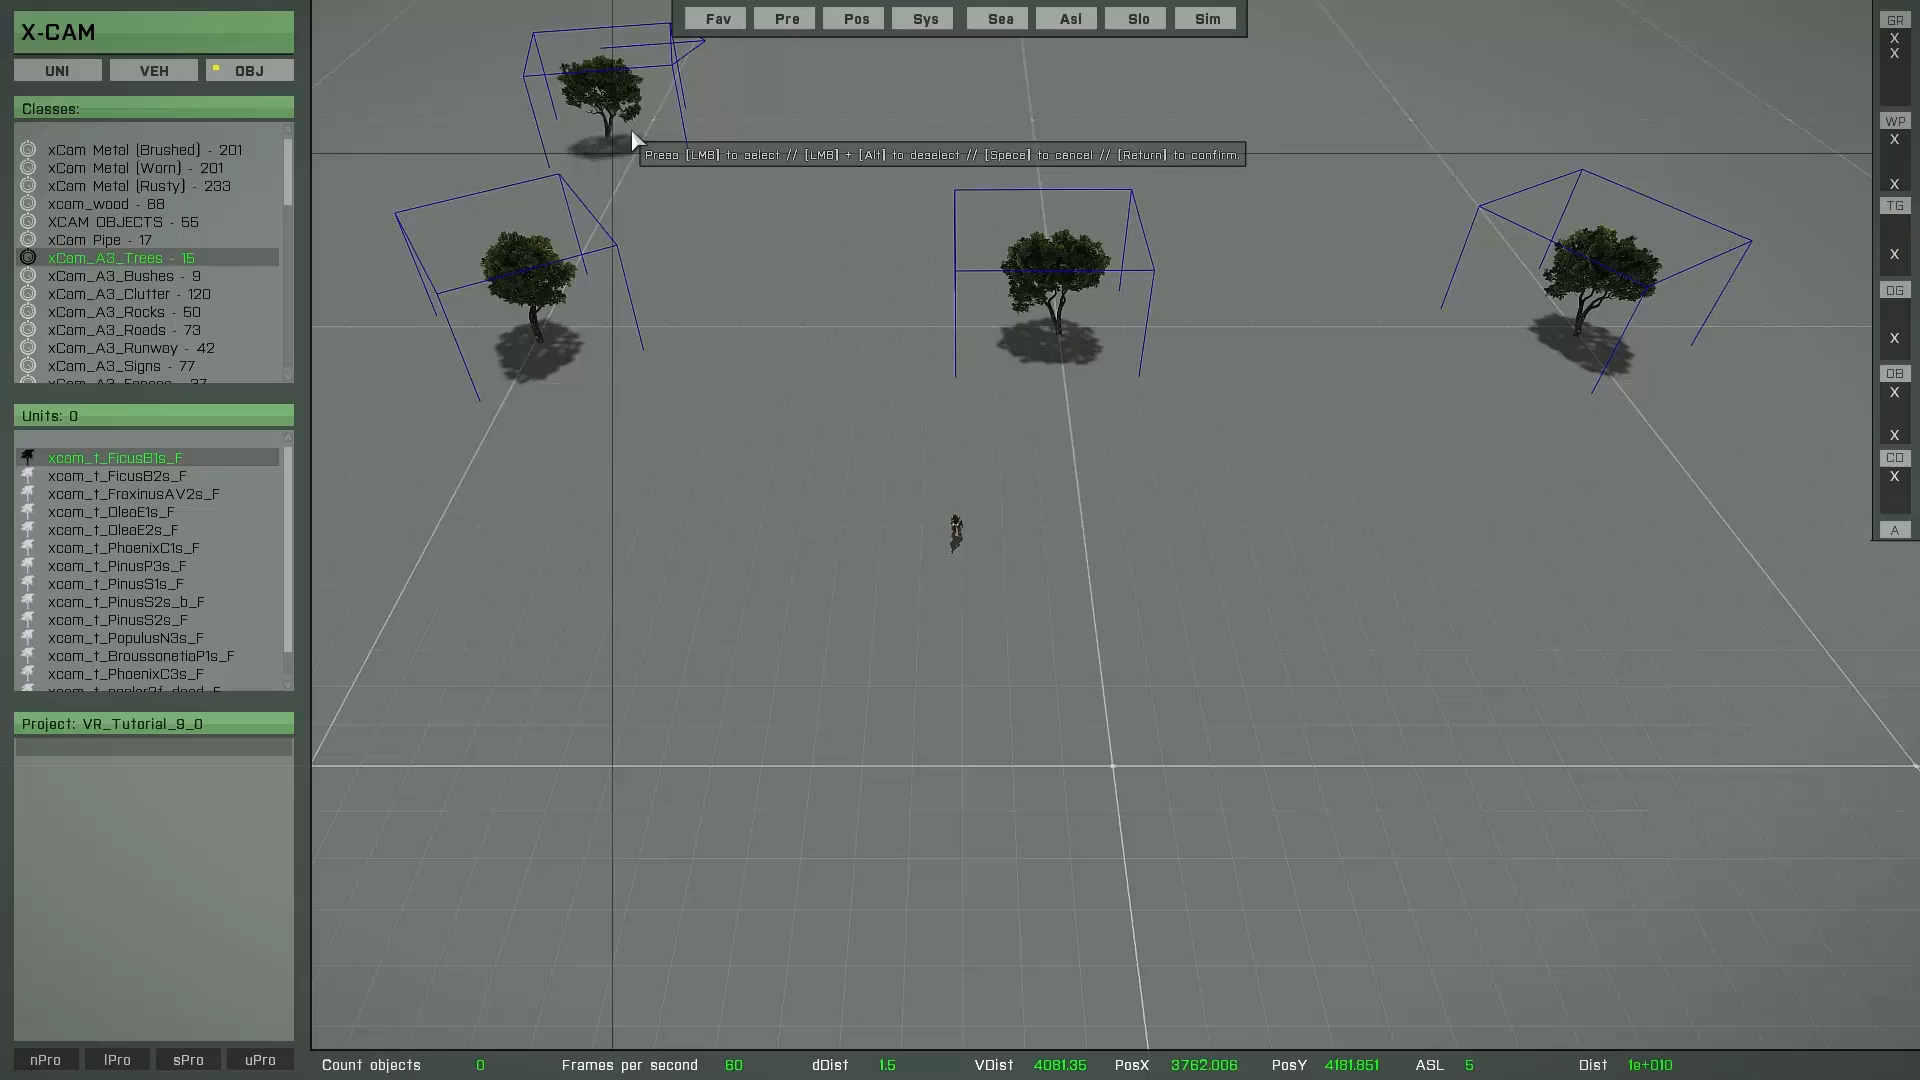 X-CAM
UNI VEH OBJ
Classes:
xCam Metal (Brushed) - 201
xCam Metal (Worn) - 201
xCam Metal (Rusty) - 233
xcam_wood - 88
XCAM OBJECTS - 55
xCam Pipe - 17
xCam_A3_Trees - 15
xCam_A3_Bushes - 9
xCam_A3_Clutter - 120
xCam_A3_Rocks - 50
xCam_A3_Roads - 73
xCam_A3_Runway - 42
xCam_A3_Signs - 77
xCam_A3_Fences - 37
Units: 0
xcam_t_FicusB1s_F
xcam_t_FicusB2s_F
xcam_t_FraxinusAV2s_F
xcam_t_OleaE1s_F
xcam_t_OleaE2s_F
xcam_t_PhoenixC1s_F
xcam_t_PinusP3s_F
xcam_t_PinusS1s_F
xcam_t_PinusS2s_b_F
xcam_t_PinusS2s_F
xcam_t_PopulusN3s_F
xcam_t_BroussonetiaP1s_F
xcam_t_PhoenixC3s_F
xcam_t_poplar2f_dead_F
Project: VR_Tutorial_9_0
nPro lPro sPro uPro
Fav Pre Pos Sys Sea Asl Slo Sim
Press [LMB] to select // [LMB] + [Alt] to deselect // [Space] to cancel // [Return] to confirm.
GR
X
X
WP
X
X
TG
X
OG
X
OB
X
X
CO
X
A
Count objects 0 Frames per second 60 dDist 1.5 VDist 4081.35 PosX 3762.006 PosY 4181.851 ASL 5 Dist 1e+010